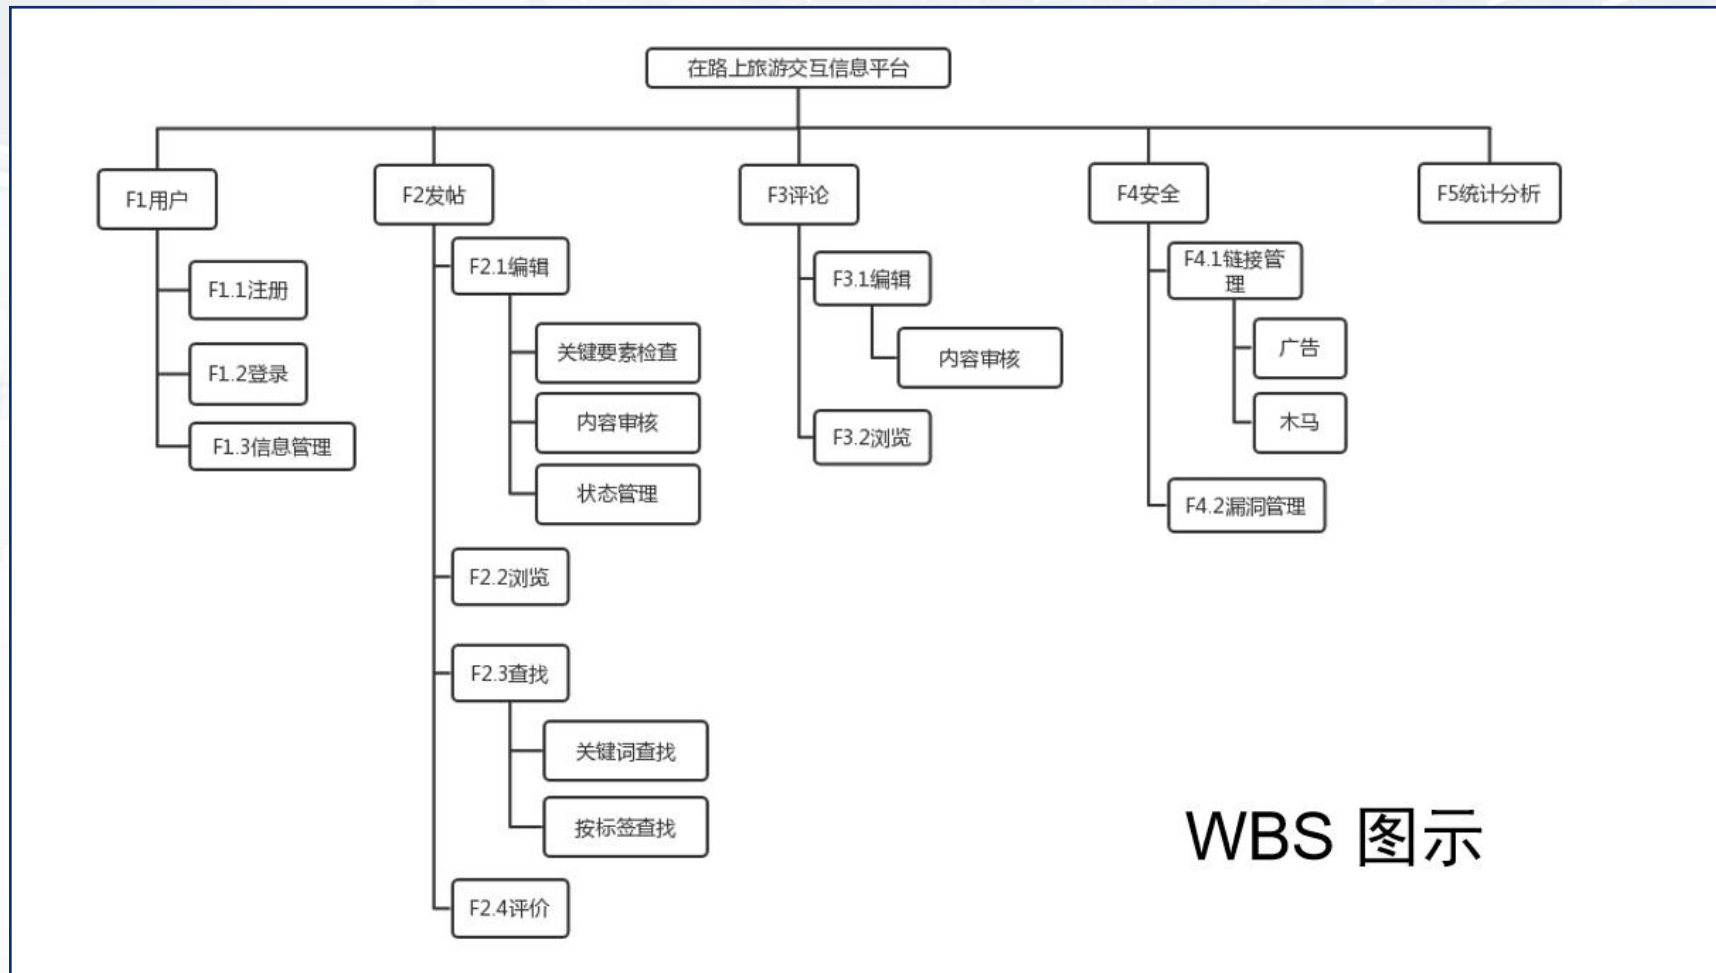 在路上旅游交互信息平台
F1用户
F1.1注册
F1.2登录
F1.3信息管理
F2发帖
F2.1编辑
关键要素检查
内容审核
状态管理
F2.2浏览
F2.3查找
关键词查找
按标签查找
F2.4评价
F3评论
F3.1编辑
内容审核
F3.2浏览
F4安全
F4.1链接管
理
广告
木马
F4.2漏洞管理
F5统计分析
WBS 图示